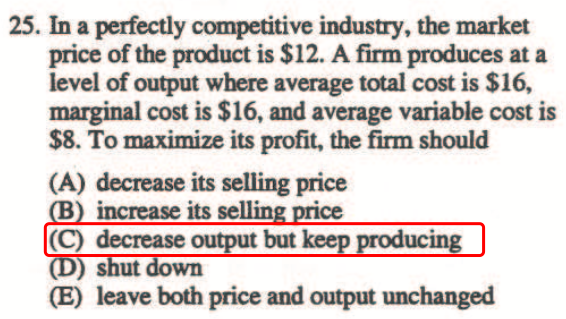 25. In a perfectly competitive industry, the market
price of the product is $12. A firm produces at a
level of output where average total cost is $16,
marginal cost is $16, and average variable cost is
$8. To maximize its profit, the firm should
(A) decrease its selling price
(B) increase its selling price
(C) decrease output but keep producing
(D) shut down
(E) leave both price and output unchanged